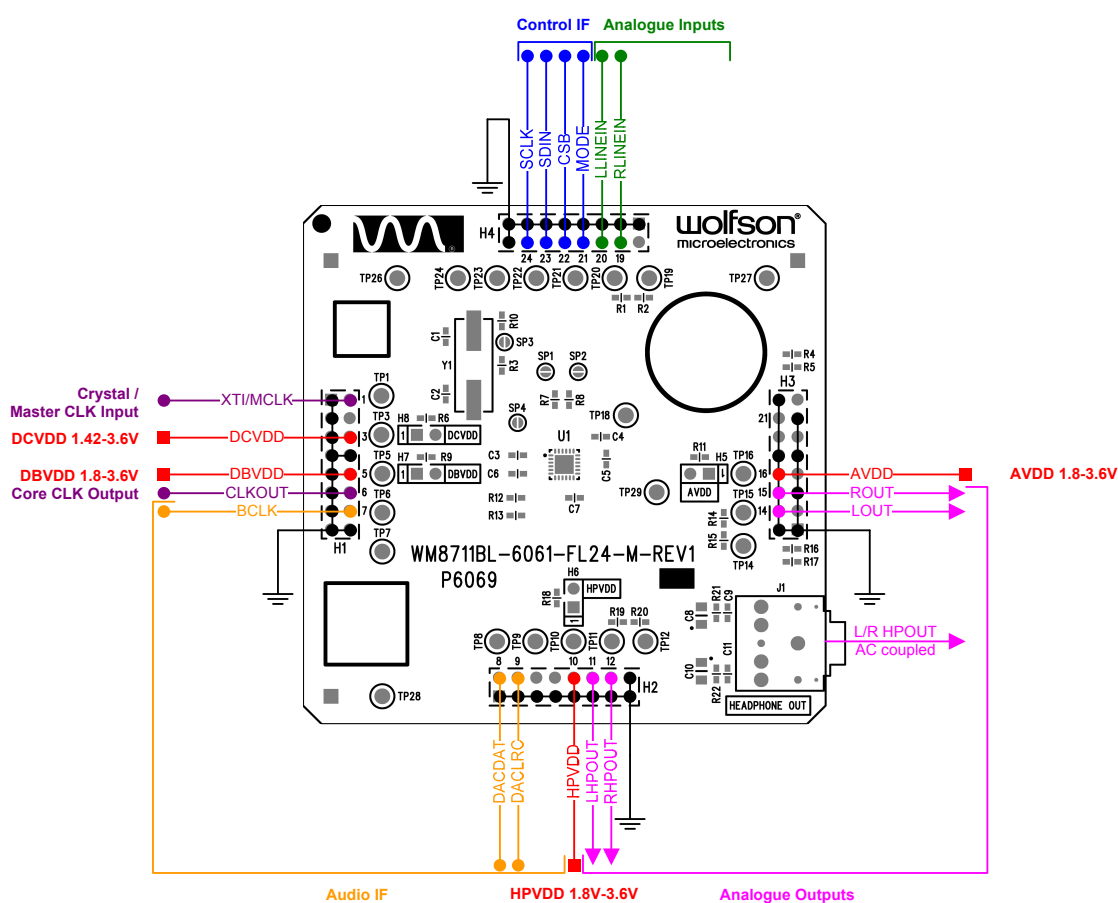 Control IF Analogue Inputs
SCLK
SDIN
CSB
MODE
LLINEIN
RLINEIN
wolfson®
microelectronics
H4
24 23 22 21 20 19
TP26 TP24 TP23 TP22 TP21 TP20 TP19 TP27
R1 R2
C1 R10
SP3
Y1
R3
SP1 SP2
R4
R5
C2
R7 R8
H3
Crystal /
Master CLK Input
XTI/MCLK
1
TP1
TP3
SP4
TP18
21
DCVDD 1.42-3.6V
DCVDD
3
H8 R6
1 DCVDD
U1
C4
TP5
H7 R9
C3
R11
H5
TP16
DBVDD 1.8-3.6V
DBVDD
5
1 DBVDD
C6
C5
1
AVDD
16
AVDD
AVDD 1.8-3.6V
Core CLK Output
CLKOUT
6
TP6
R12
C7
TP29
TP15
15
ROUT
BCLK
7
R13
R14
14
LOUT
TP7
H1
R15
TP14
R16
R17
WM8711BL-6061-FL24-M-REV1
P6069
H6
HPVDD
R18
1
J1
R19 R20
C8 R21 C9
TP8 TP9 TP10 TP11 TP12
L/R HPOUT
AC coupled
C10 R22 C11
8 9 10 11 12
H2
TP28
HEADPHONE OUT
DACDAT
DACLRC
HPVDD
LHPOUT
RHPOUT
Audio IF HPVDD 1.8V-3.6V Analogue Outputs